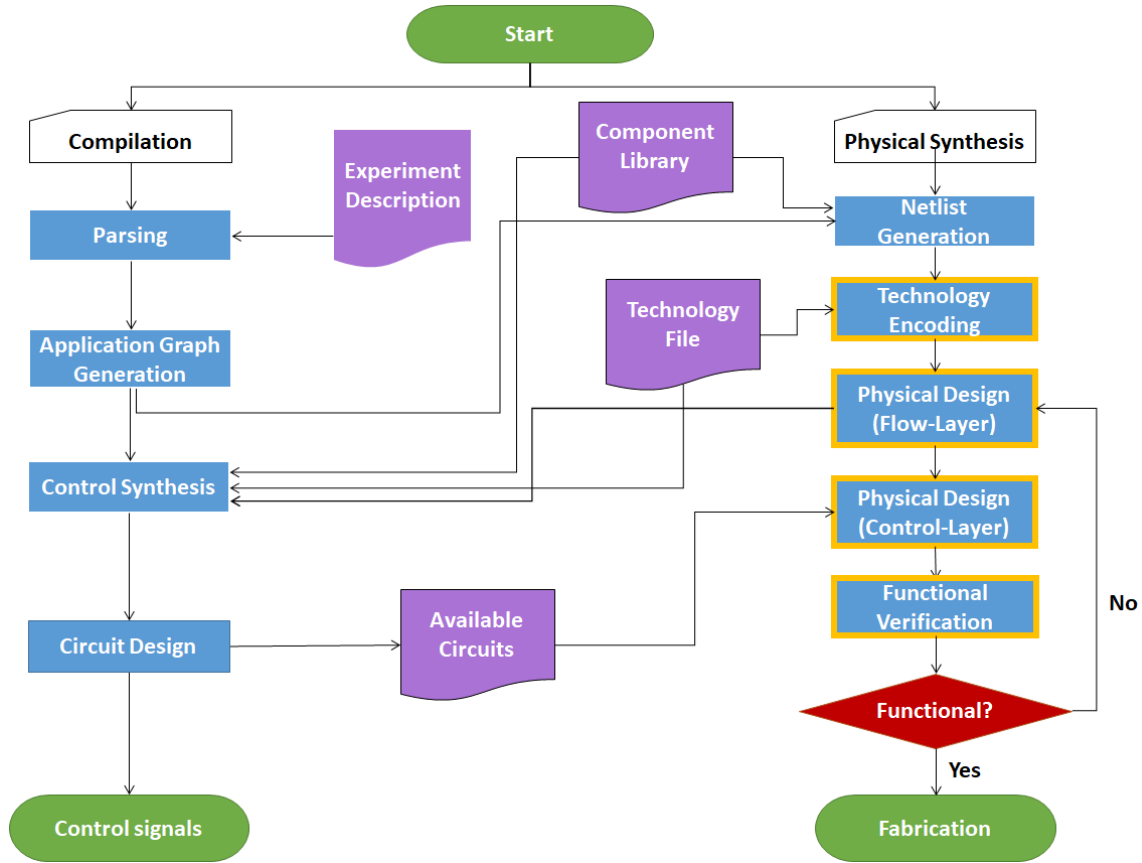 Start
Compilation
Component
Library
Physical Synthesis
Experiment
Description
Netlist
Generation
Parsing
Technology
Encoding
Technology
File
Application Graph
Generation
Physical Design
(Flow-Layer)
Control Synthesis
Physical Design
(Control-Layer)
Functional
Verification
No
Circuit Design
Available
Circuits
Functional?
Yes
Control signals
Fabrication